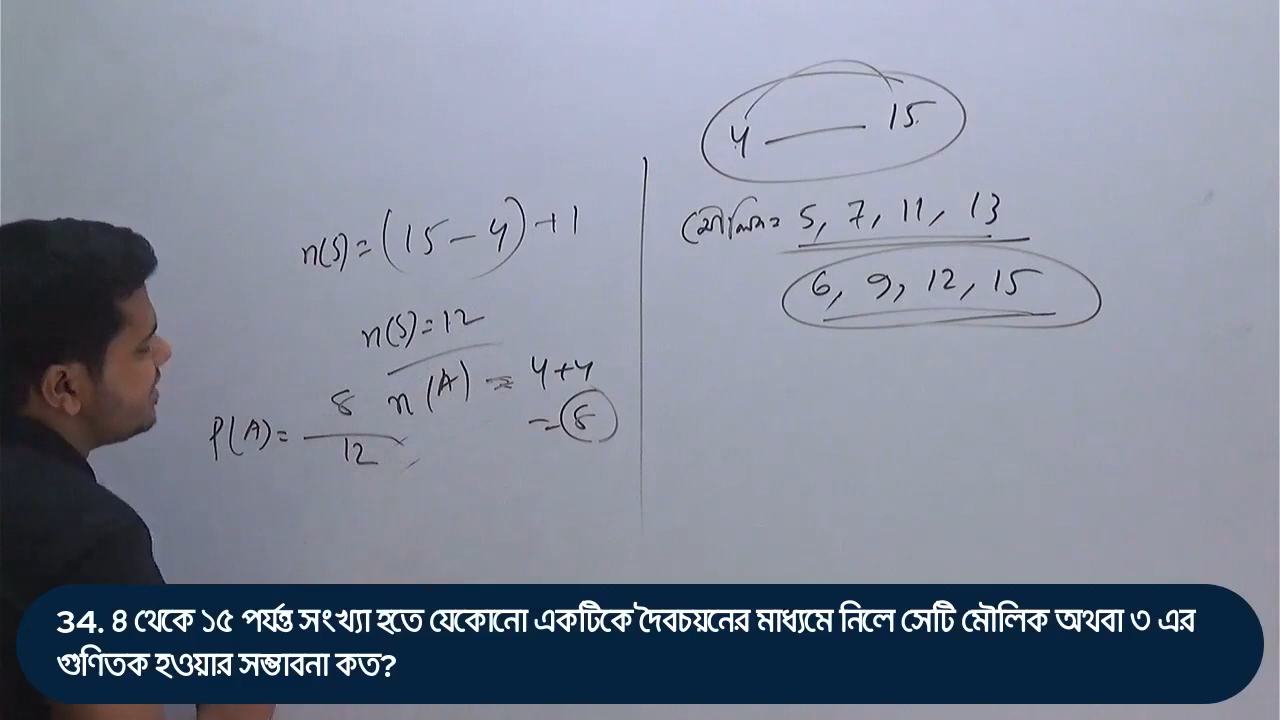 4 — 15
মৌলিক = 5, 7, 11, 13
6, 9, 12, 15
n(S) = (15 - 4) + 1
n(S) = 12
n(A) = 4+4
= 8
P(A) = 8/12
34. ৪ থেকে ১৫ পর্যন্ত সংখ্যা হতে যেকোনো একটিকে দৈবচয়নের মাধ্যমে নিলে সেটি মৌলিক অথবা ৩ এর
গুণিতক হওয়ার সম্ভাবনা কত?